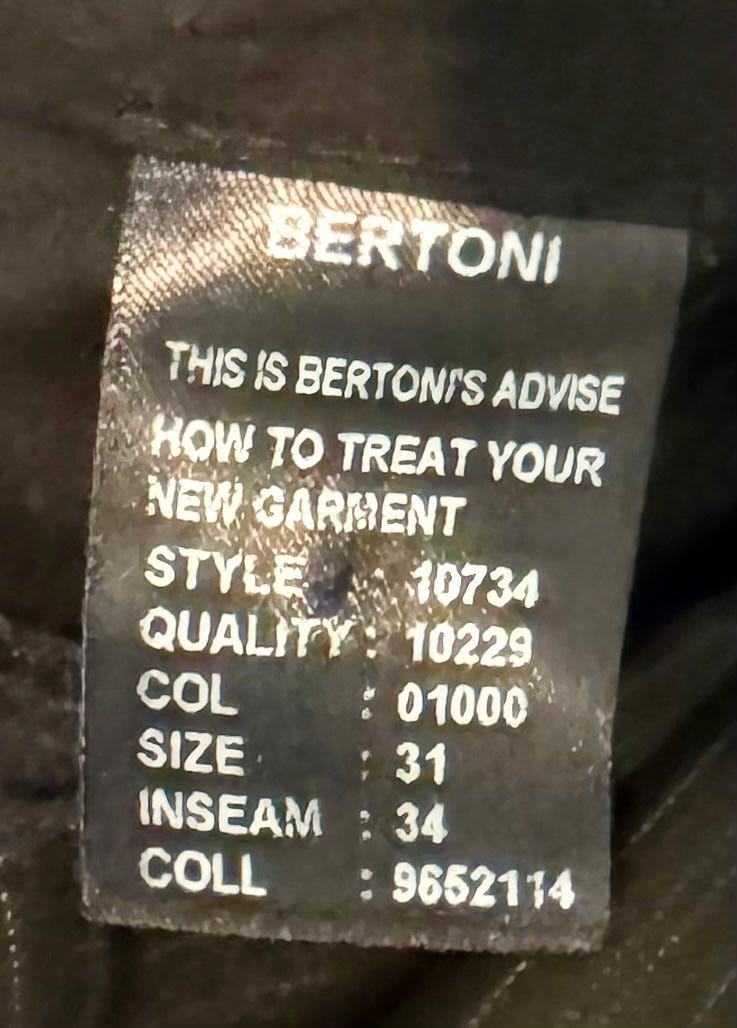 BERTONI
THIS IS BERTONI'S ADVISE
HOW TO TREAT YOUR
NEW GARMENT
STYLE : 10734
QUALITY : 10229
COL : 01000
SIZE : 31
INSEAM : 34
COLL : 9652114